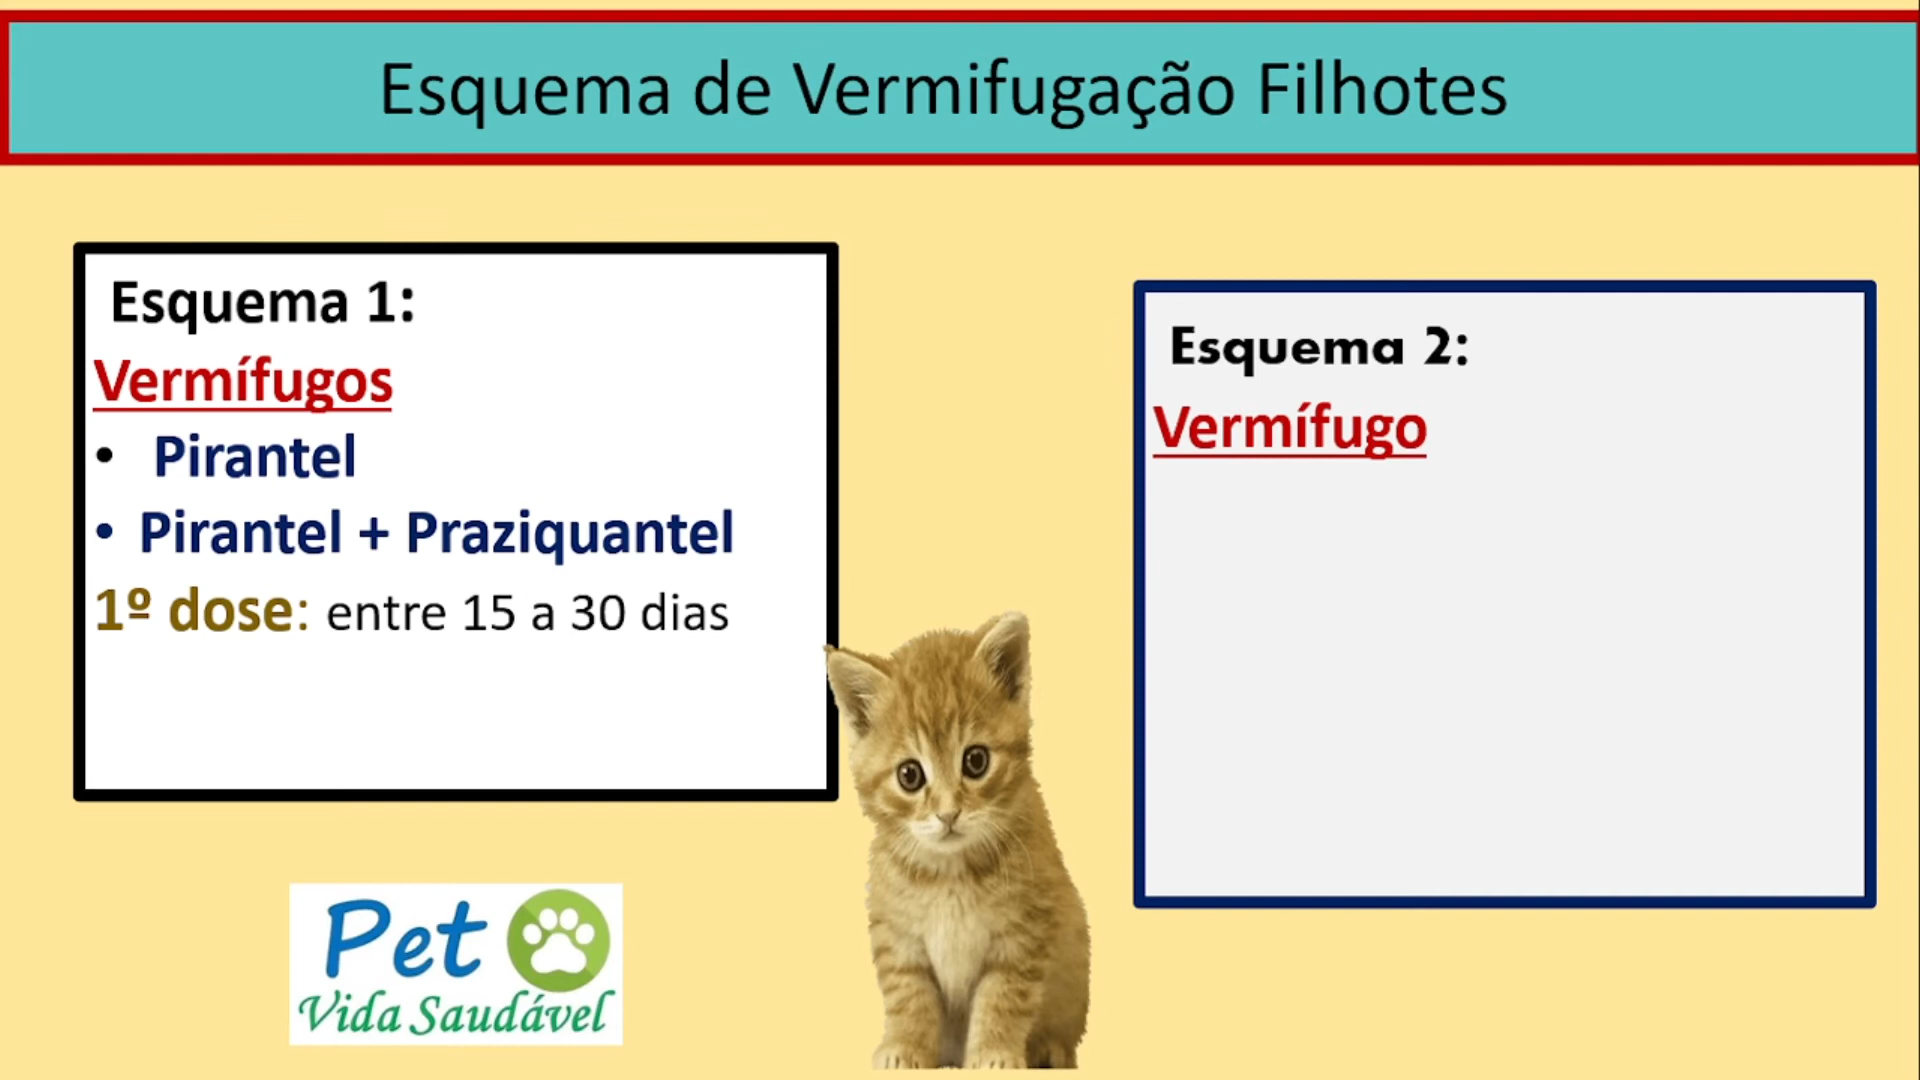 Esquema de Vermifugação Filhotes
Esquema 1:
Vermífugos
• Pirantel
• Pirantel + Praziquantel
1º dose: entre 15 a 30 dias
Esquema 2:
Vermífugo
Pet
Vida Saudável